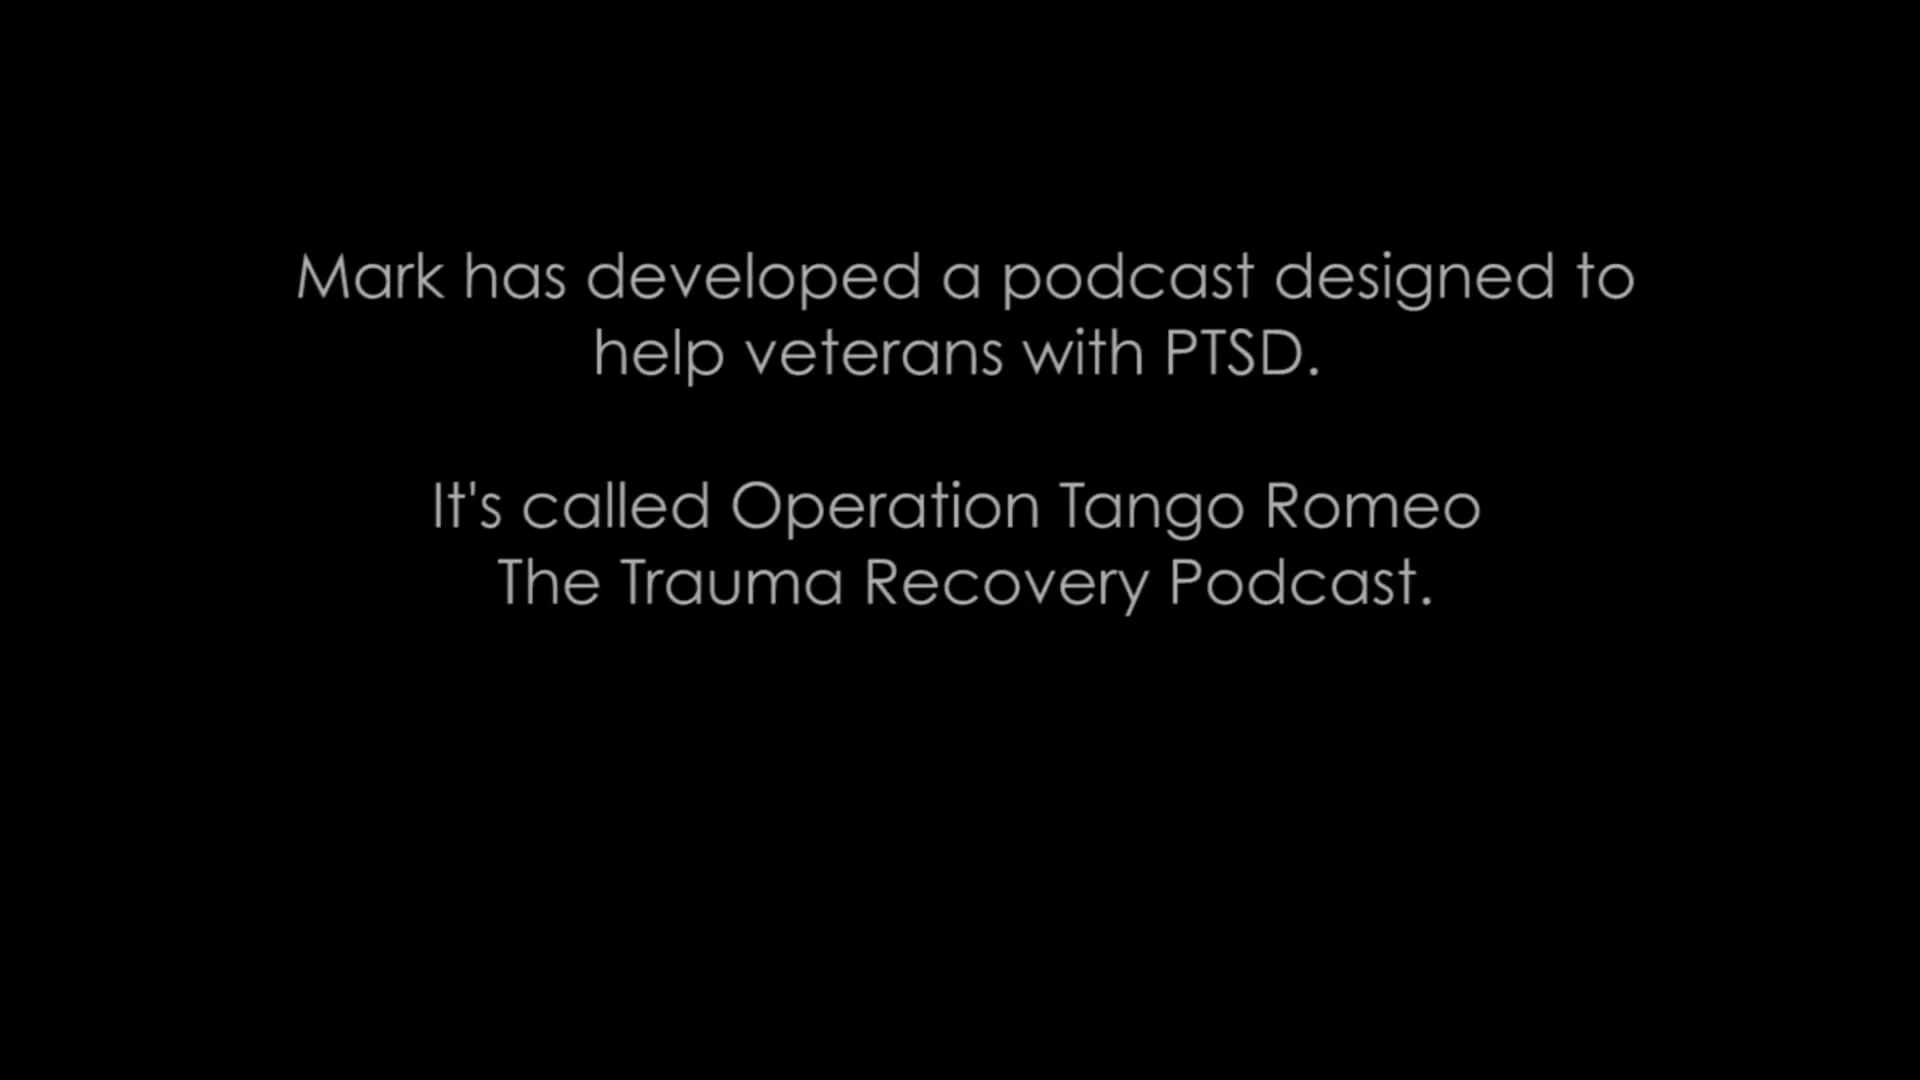 Mark has developed a podcast designed to
help veterans with PTSD.
It's called Operation Tango Romeo
The Trauma Recovery Podcast.